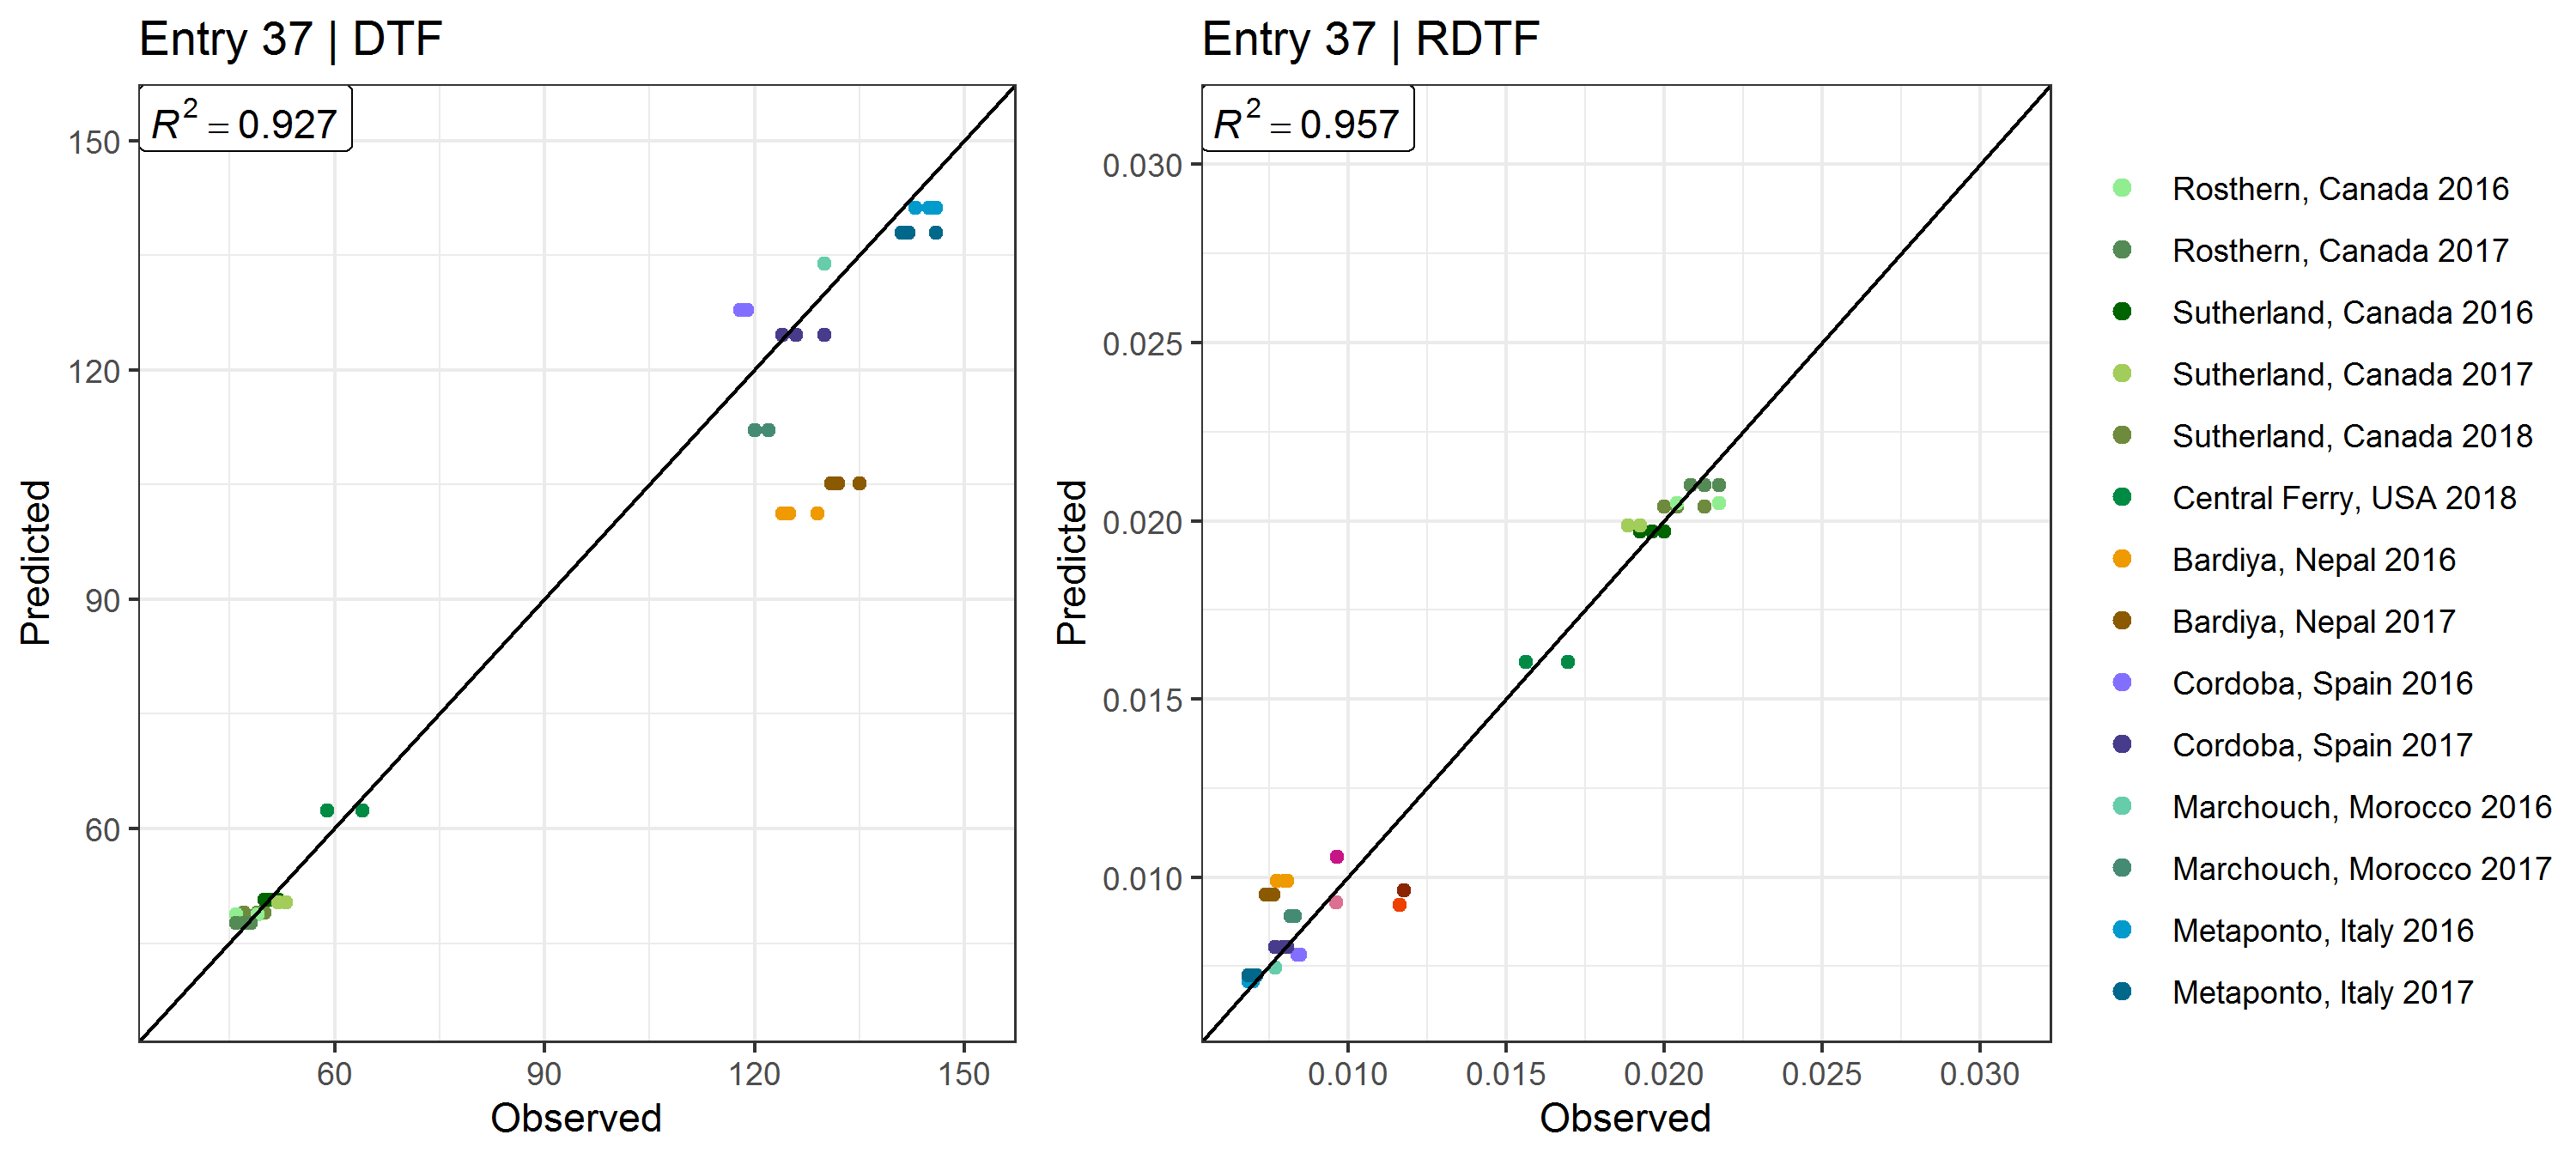 Entry 37 | DTF
R² = 0.927
150
120
90
60
Predicted
60 90 120 150
Observed
Entry 37 | RDTF
R² = 0.957
0.030
0.025
0.020
0.015
0.010
Predicted
0.010 0.015 0.020 0.025 0.030
Observed
Rosthern, Canada 2016
Rosthern, Canada 2017
Sutherland, Canada 2016
Sutherland, Canada 2017
Sutherland, Canada 2018
Central Ferry, USA 2018
Bardiya, Nepal 2016
Bardiya, Nepal 2017
Cordoba, Spain 2016
Cordoba, Spain 2017
Marchouch, Morocco 2016
Marchouch, Morocco 2017
Metaponto, Italy 2016
Metaponto, Italy 2017